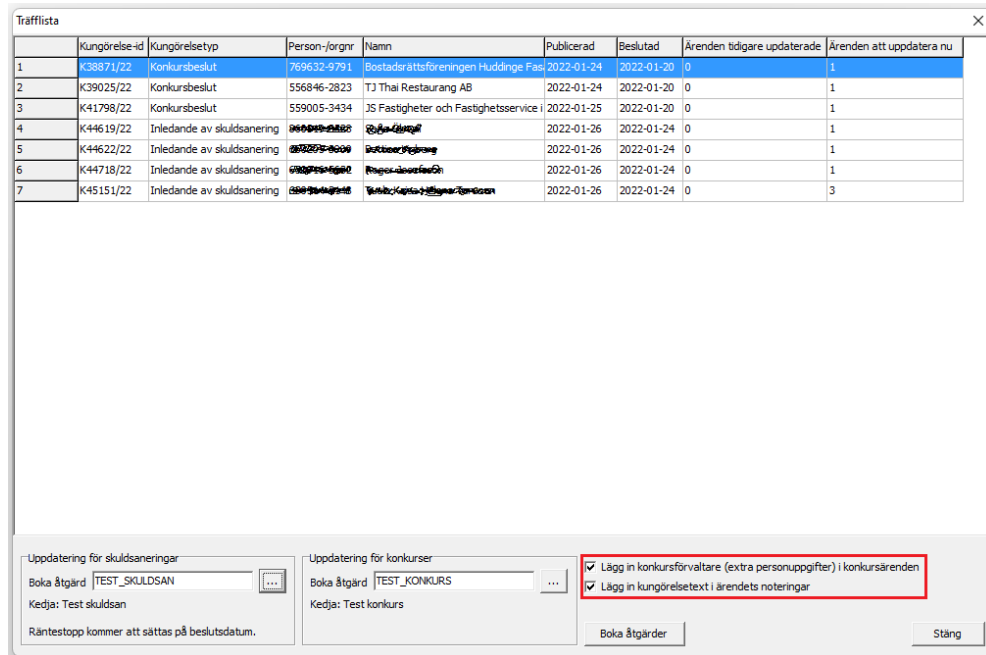 Träfflista
Kungörelse-id Kungörelsetyp Person-/orgnr Namn Publicerad Beslutad Ärenden tidigare updaterade Ärenden att uppdatera nu
1 K38871/22 Konkursbeslut 769632-9791 Bostadsrättsföreningen Huddinge Fas 2022-01-24 2022-01-20 0 1
2 K39025/22 Konkursbeslut 556846-2823 TJ Thai Restaurang AB 2022-01-24 2022-01-20 0 1
3 K41798/22 Konkursbeslut 559005-3434 JS Fastigheter och Fastighetsservice i 2022-01-25 2022-01-20 0 1
4 K44619/22 Inledande av skuldsanering 2022-01-26 2022-01-24 0 1
5 K44622/22 Inledande av skuldsanering 2022-01-26 2022-01-24 0 1
6 K44718/22 Inledande av skuldsanering 2022-01-26 2022-01-24 0 1
7 K45151/22 Inledande av skuldsanering 2022-01-26 2022-01-24 0 3
Uppdatering för skuldsaneringar
Boka åtgärd TEST_SKULDSAN ...
Kedja: Test skuldsan
Räntestopp kommer att sättas på beslutsdatum.
Uppdatering för konkurser
Boka åtgärd TEST_KONKURS ...
Kedja: Test konkurs
Lägg in konkursförvaltare (extra personuppgifter) i konkursärenden
Lägg in kungörelsetext i ärendets noteringar
Boka åtgärder
Stäng